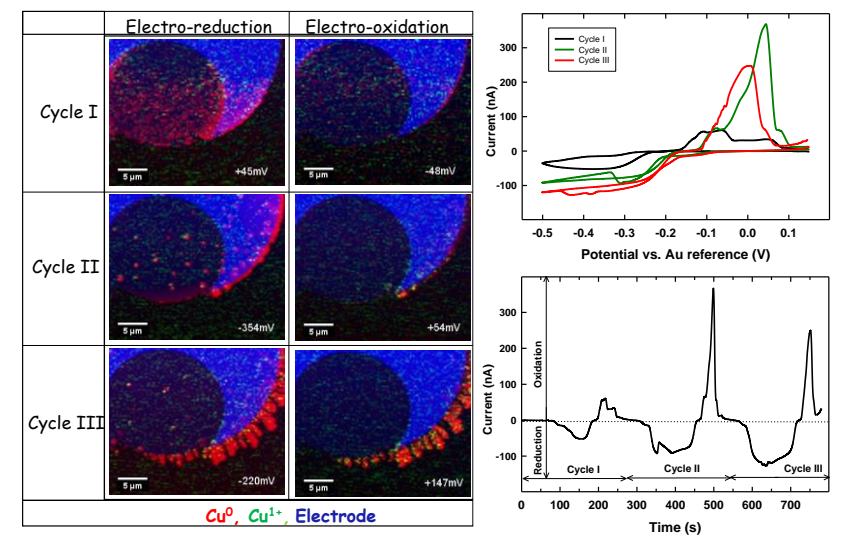 Electro-reduction Electro-oxidation
Cycle I
5 µm +45mV
5 µm -48mV
Cycle II
5 µm -354mV
5 µm +54mV
Cycle III
5 µm -220mV
5 µm +147mV
Cu⁰, Cu¹⁺, Electrode
Cycle I
Cycle II
Cycle III
Current (nA)
300
200
100
0
-100
-0.5 -0.4 -0.3 -0.2 -0.1 0.0 0.1
Potential vs. Au reference (V)
Oxidation
Reduction
Current (nA)
300
200
100
0
-100
Cycle I Cycle II Cycle III
0 100 200 300 400 500 600 700
Time (s)